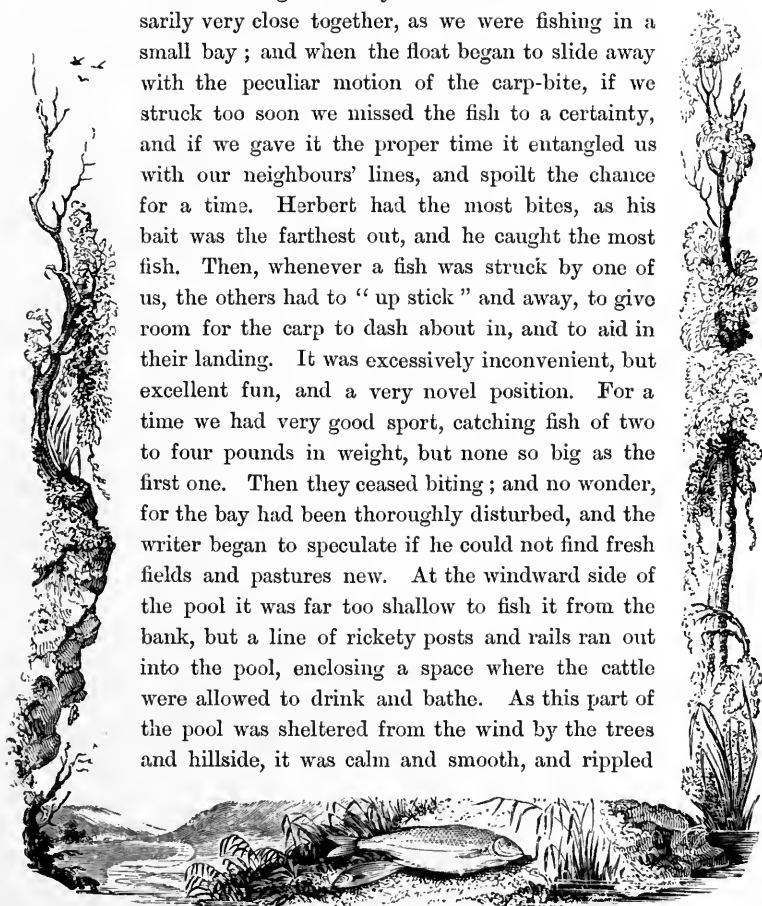 sarily very close together, as we were fishing in a
small bay ; and when the float began to slide away
with the peculiar motion of the carp-bite, if we
struck too soon we missed the fish to a certainty,
and if we gave it the proper time it entangled us
with our neighbours’ lines, and spoilt the chance
for a time. Herbert had the most bites, as his
bait was the farthest out, and he caught the most
fish. Then, whenever a fish was struck by one of
us, the others had to “ up stick ” and away, to give
room for the carp to dash about in, and to aid in
their landing. It was excessively inconvenient, but
excellent fun, and a very novel position. For a
time we had very good sport, catching fish of two
to four pounds in weight, but none so big as the
first one. Then they ceased biting ; and no wonder,
for the bay had been thoroughly disturbed, and the
writer began to speculate if he could not find fresh
fields and pastures new. At the windward side of
the pool it was far too shallow to fish it from the
bank, but a line of rickety posts and rails ran out
into the pool, enclosing a space where the cattle
were allowed to drink and bathe. As this part of
the pool was sheltered from the wind by the trees
and hillside, it was calm and smooth, and rippled